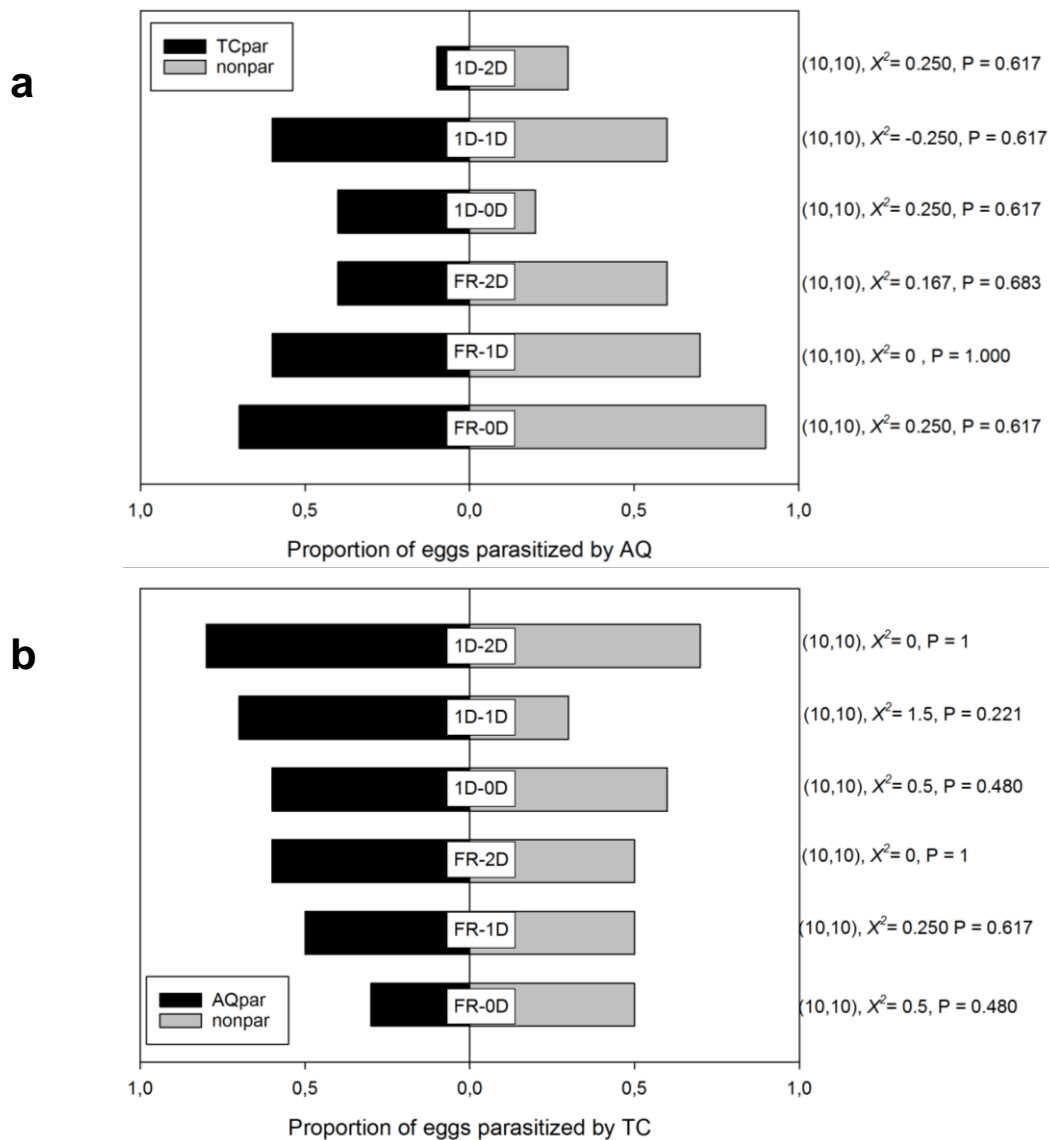 a
TCpar
nonpar
1D-2D
(10,10), X²= 0.250, P = 0.617
1D-1D
(10,10), X²= -0.250, P = 0.617
1D-0D
(10,10), X²= 0.250, P = 0.617
FR-2D
(10,10), X²= 0.167, P = 0.683
FR-1D
(10,10), X²= 0 , P = 1.000
FR-0D
(10,10), X²= 0.250, P = 0.617
1,0 0,5 0,0 0,5 1,0
Proportion of eggs parasitized by AQ
b
1D-2D
(10,10), X²= 0, P = 1
1D-1D
(10,10), X²= 1.5, P = 0.221
1D-0D
(10,10), X²= 0.5, P = 0.480
FR-2D
(10,10), X²= 0, P = 1
FR-1D
(10,10), X²= 0.250 P = 0.617
AQpar
nonpar
FR-0D
(10,10), X²= 0.5, P = 0.480
1,0 0,5 0,0 0,5 1,0
Proportion of eggs parasitized by TC